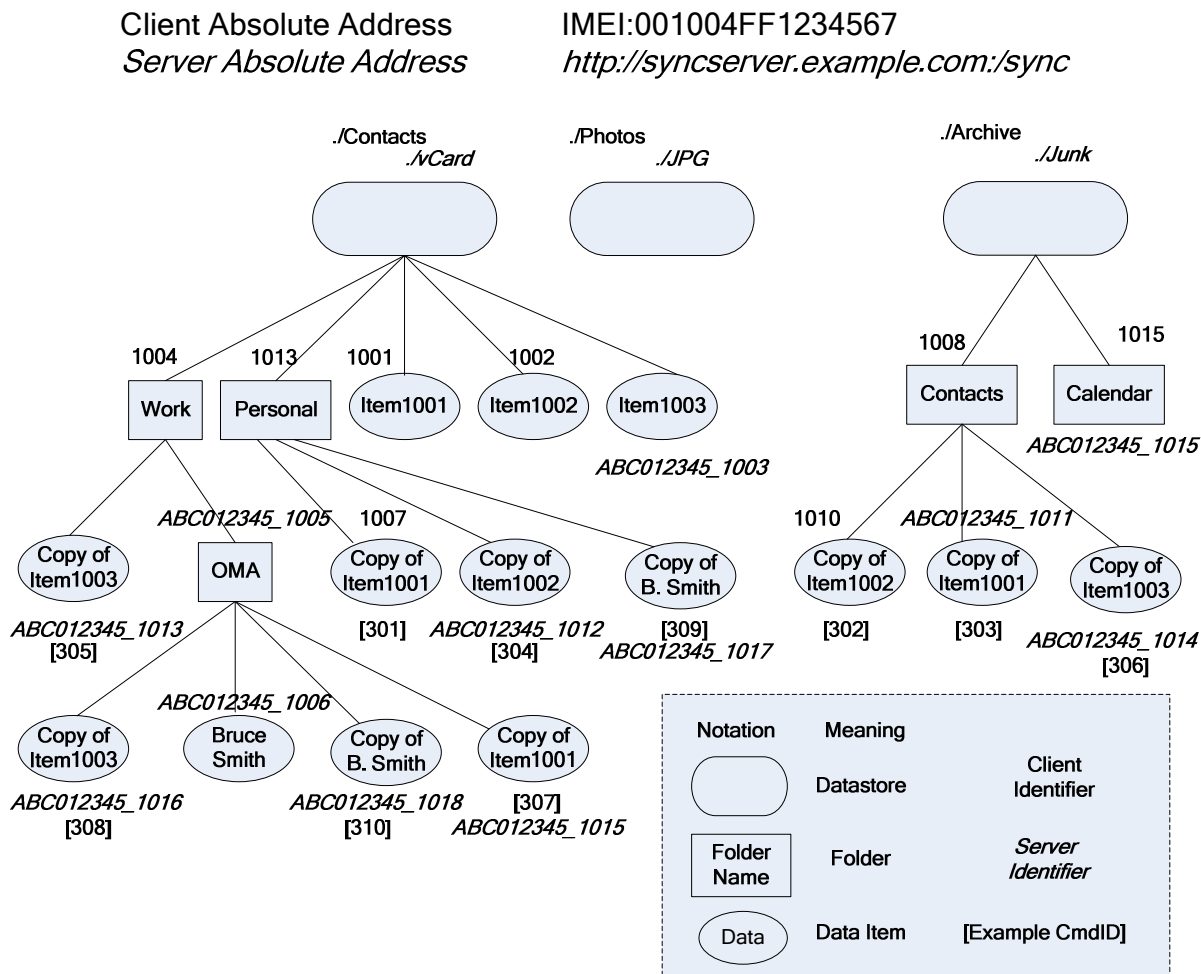 Client Absolute Address IMEI:001004FF1234567
Server Absolute Address http://syncserver.example.com:/sync
./Contacts
./vCard
./Photos
./JPG
./Archive
./Junk
1004
1013
1001
1002
1008
1015
Work
Personal
Item1001
Item1002
Item1003
Contacts
Calendar
ABC012345_1003
ABC012345_1015
ABC012345_1005
1007
1010
ABC012345_1011
Copy of
Item1003
OMA
Copy of
Item1001
Copy of
Item1002
Copy of
B. Smith
Copy of
Item1002
Copy of
Item1001
Copy of
Item1003
ABC012345_1013
[305]
[301]
ABC012345_1012
[304]
[309]
ABC012345_1017
[302]
[303]
ABC012345_1014
[306]
ABC012345_1006
Copy of
Item1003
Bruce
Smith
Copy of
B. Smith
Copy of
Item1001
ABC012345_1016
[308]
ABC012345_1018
[310]
[307]
ABC012345_1015
Notation Meaning
Datastore
Client
Identifier
Folder
Name
Folder
Server
Identifier
Data
Data Item
[Example CmdID]